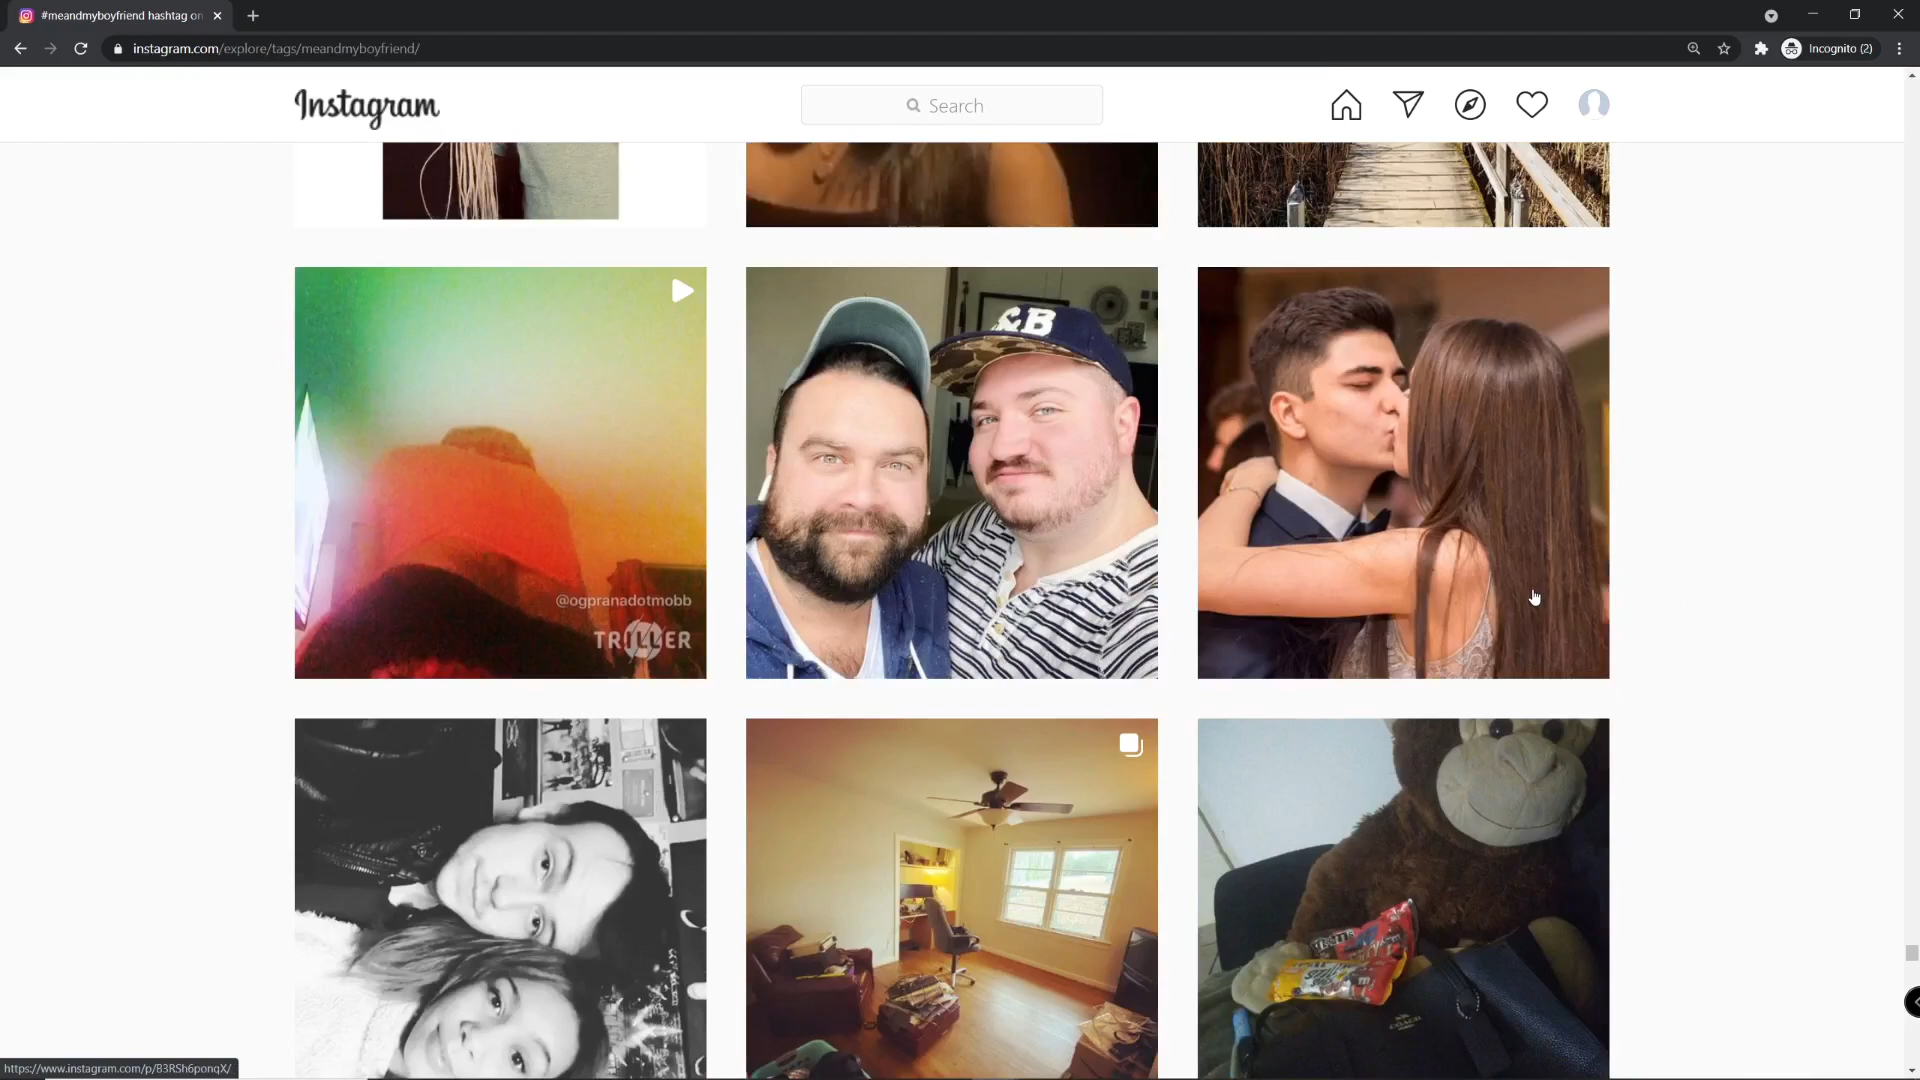 #meandmyboyfriend hashtag on
instagram.com/explore/tags/meandmyboyfriend/
Incognito (2)
Instagram
Search
&B
@ogpranadotmobb
TRILLER
m&m's
COACH
https://www.instagram.com/p/B3RSh6ponqX/